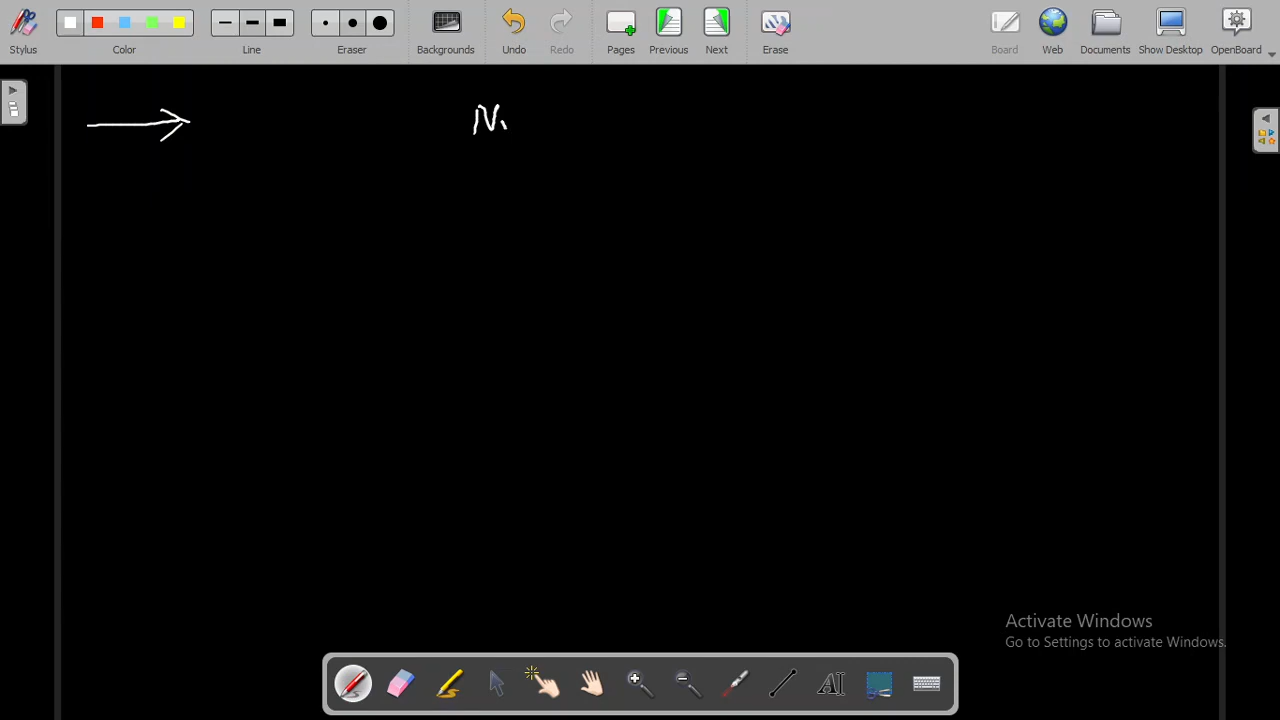 Stylus Color Line Eraser Backgrounds Undo Redo Pages Previous Next Erase Board Web Documents Show Desktop OpenBoard
→ N
Activate Windows
Go to Settings to activate Windows.
AI